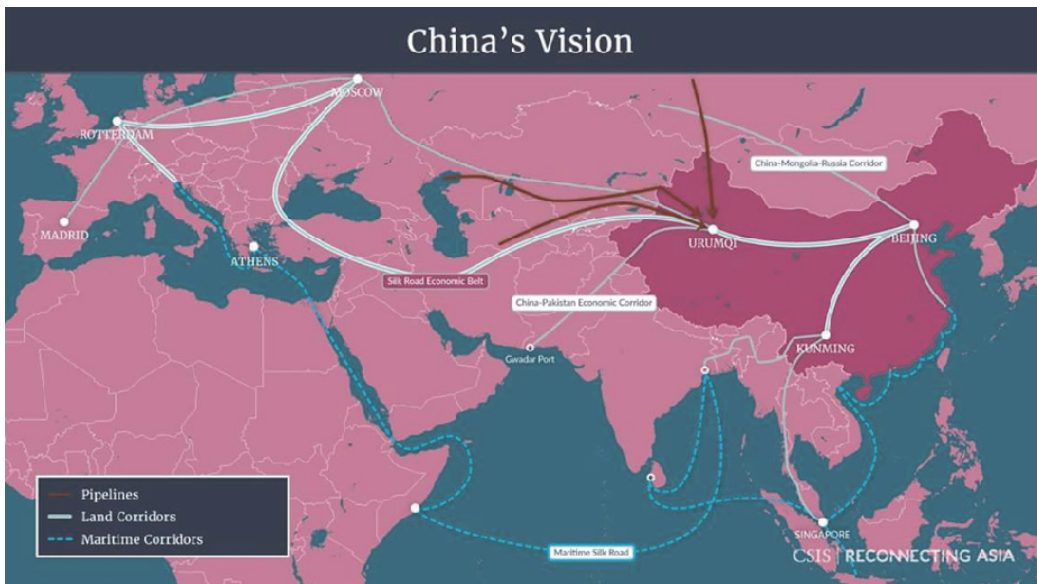 China's Vision
MOSCOW
ROTTERDAM
China-Mongolia-Russia Corridor
MADRID
URUMQI
BEIJING
ATHENS
Silk Road Economic Belt
China-Pakistan Economic Corridor
KUNMING
Gwadar Port
Pipelines
Land Corridors
Maritime Corridors
SINGAPORE
Maritime Silk Road
CSIS | RECONNECTING ASIA